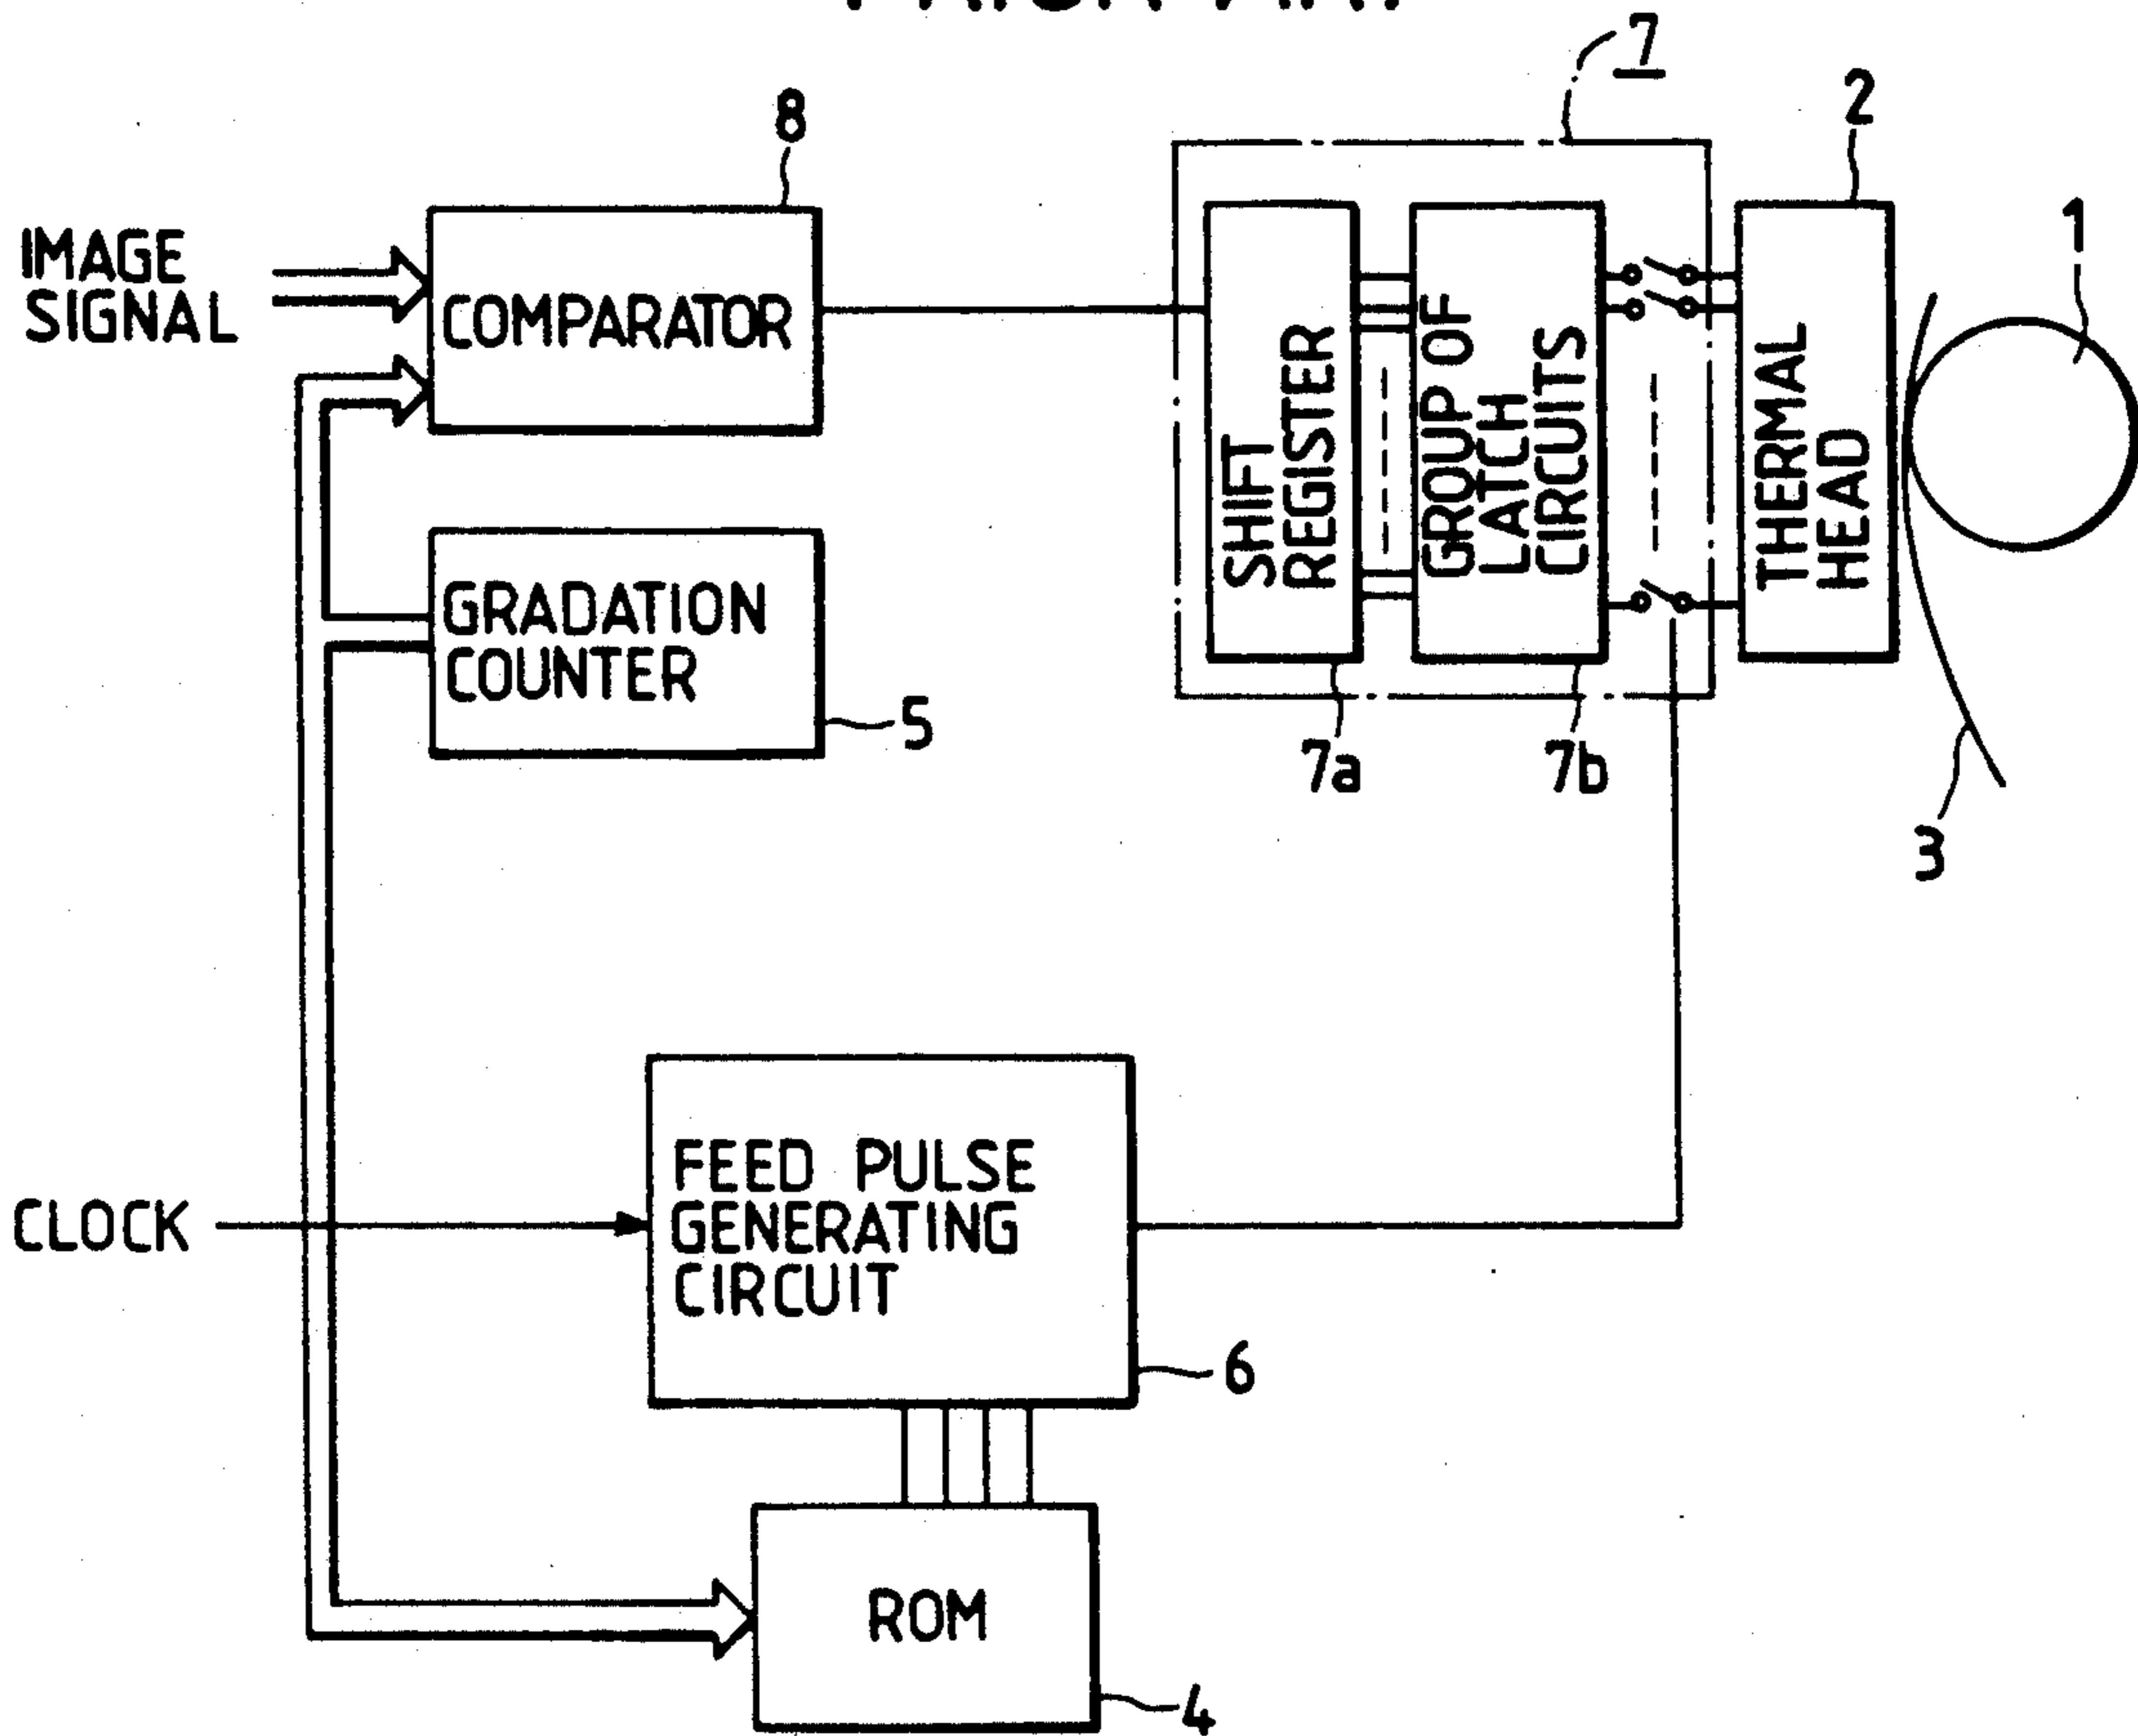 7
2
8
1
IMAGE
SIGNAL
COMPARATOR
SHIFT
REGISTER
GROUP OF
LATCH
CIRCUITS
THERMAL
HEAD
GRADATION
COUNTER
5
7a
7b
3
CLOCK
FEED PULSE
GENERATING
CIRCUIT
6
ROM
4